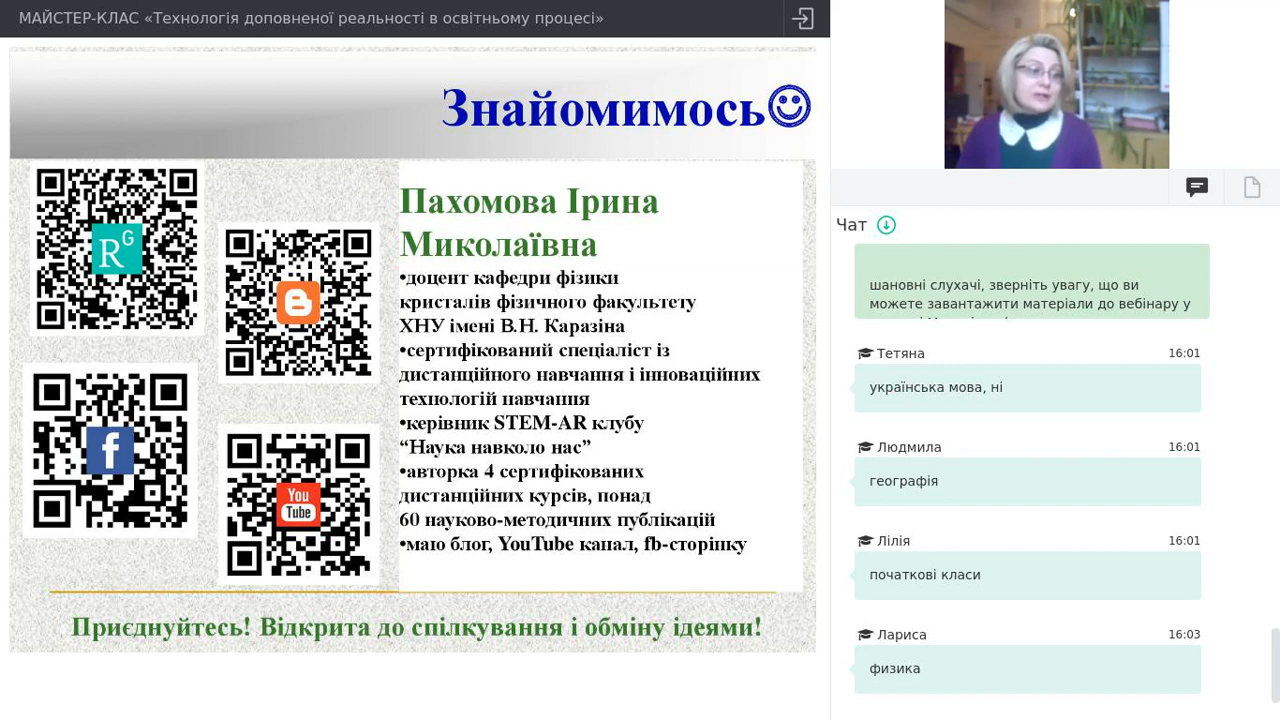 МАЙСТЕР-КЛАС «Технологія доповненої реальності в освітньому процесі»
Знайомимось
Пахомова Ірина
Миколаївна
•доцент кафедри фізики
кристалів фізичного факультету
ХНУ імені В.Н. Каразіна
•сертифікований спеціаліст із
дистанційного навчання і інноваційних
технологій навчання
•керівник STEM-AR клубу
“Наука навколо нас”
•авторка 4 сертифікованих
дистанційних курсів, понад
60 науково-методичних публікацій
•маю блог, YouTube канал, fb-сторінку
RG
f
You
Tube
Приєднуйтесь! Відкрита до спілкування і обміну ідеями!
Чат
шановні слухачі, зверніть увагу, що ви
можете завантажити матеріали до вебінару у
Тетяна 16:01
українська мова, ні
Людмила 16:01
географія
Лілія 16:01
початкові класи
Лариса 16:03
физика